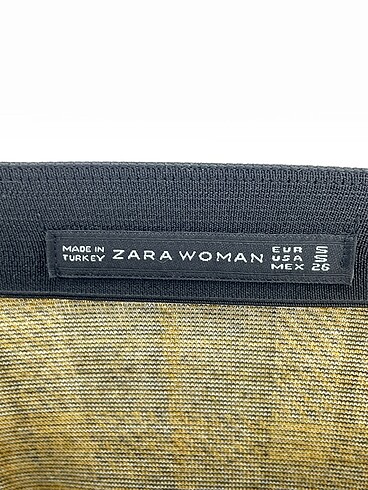 MADE IN
TURKEY
ZARA WOMAN
EUR S
USA S
MEX 26